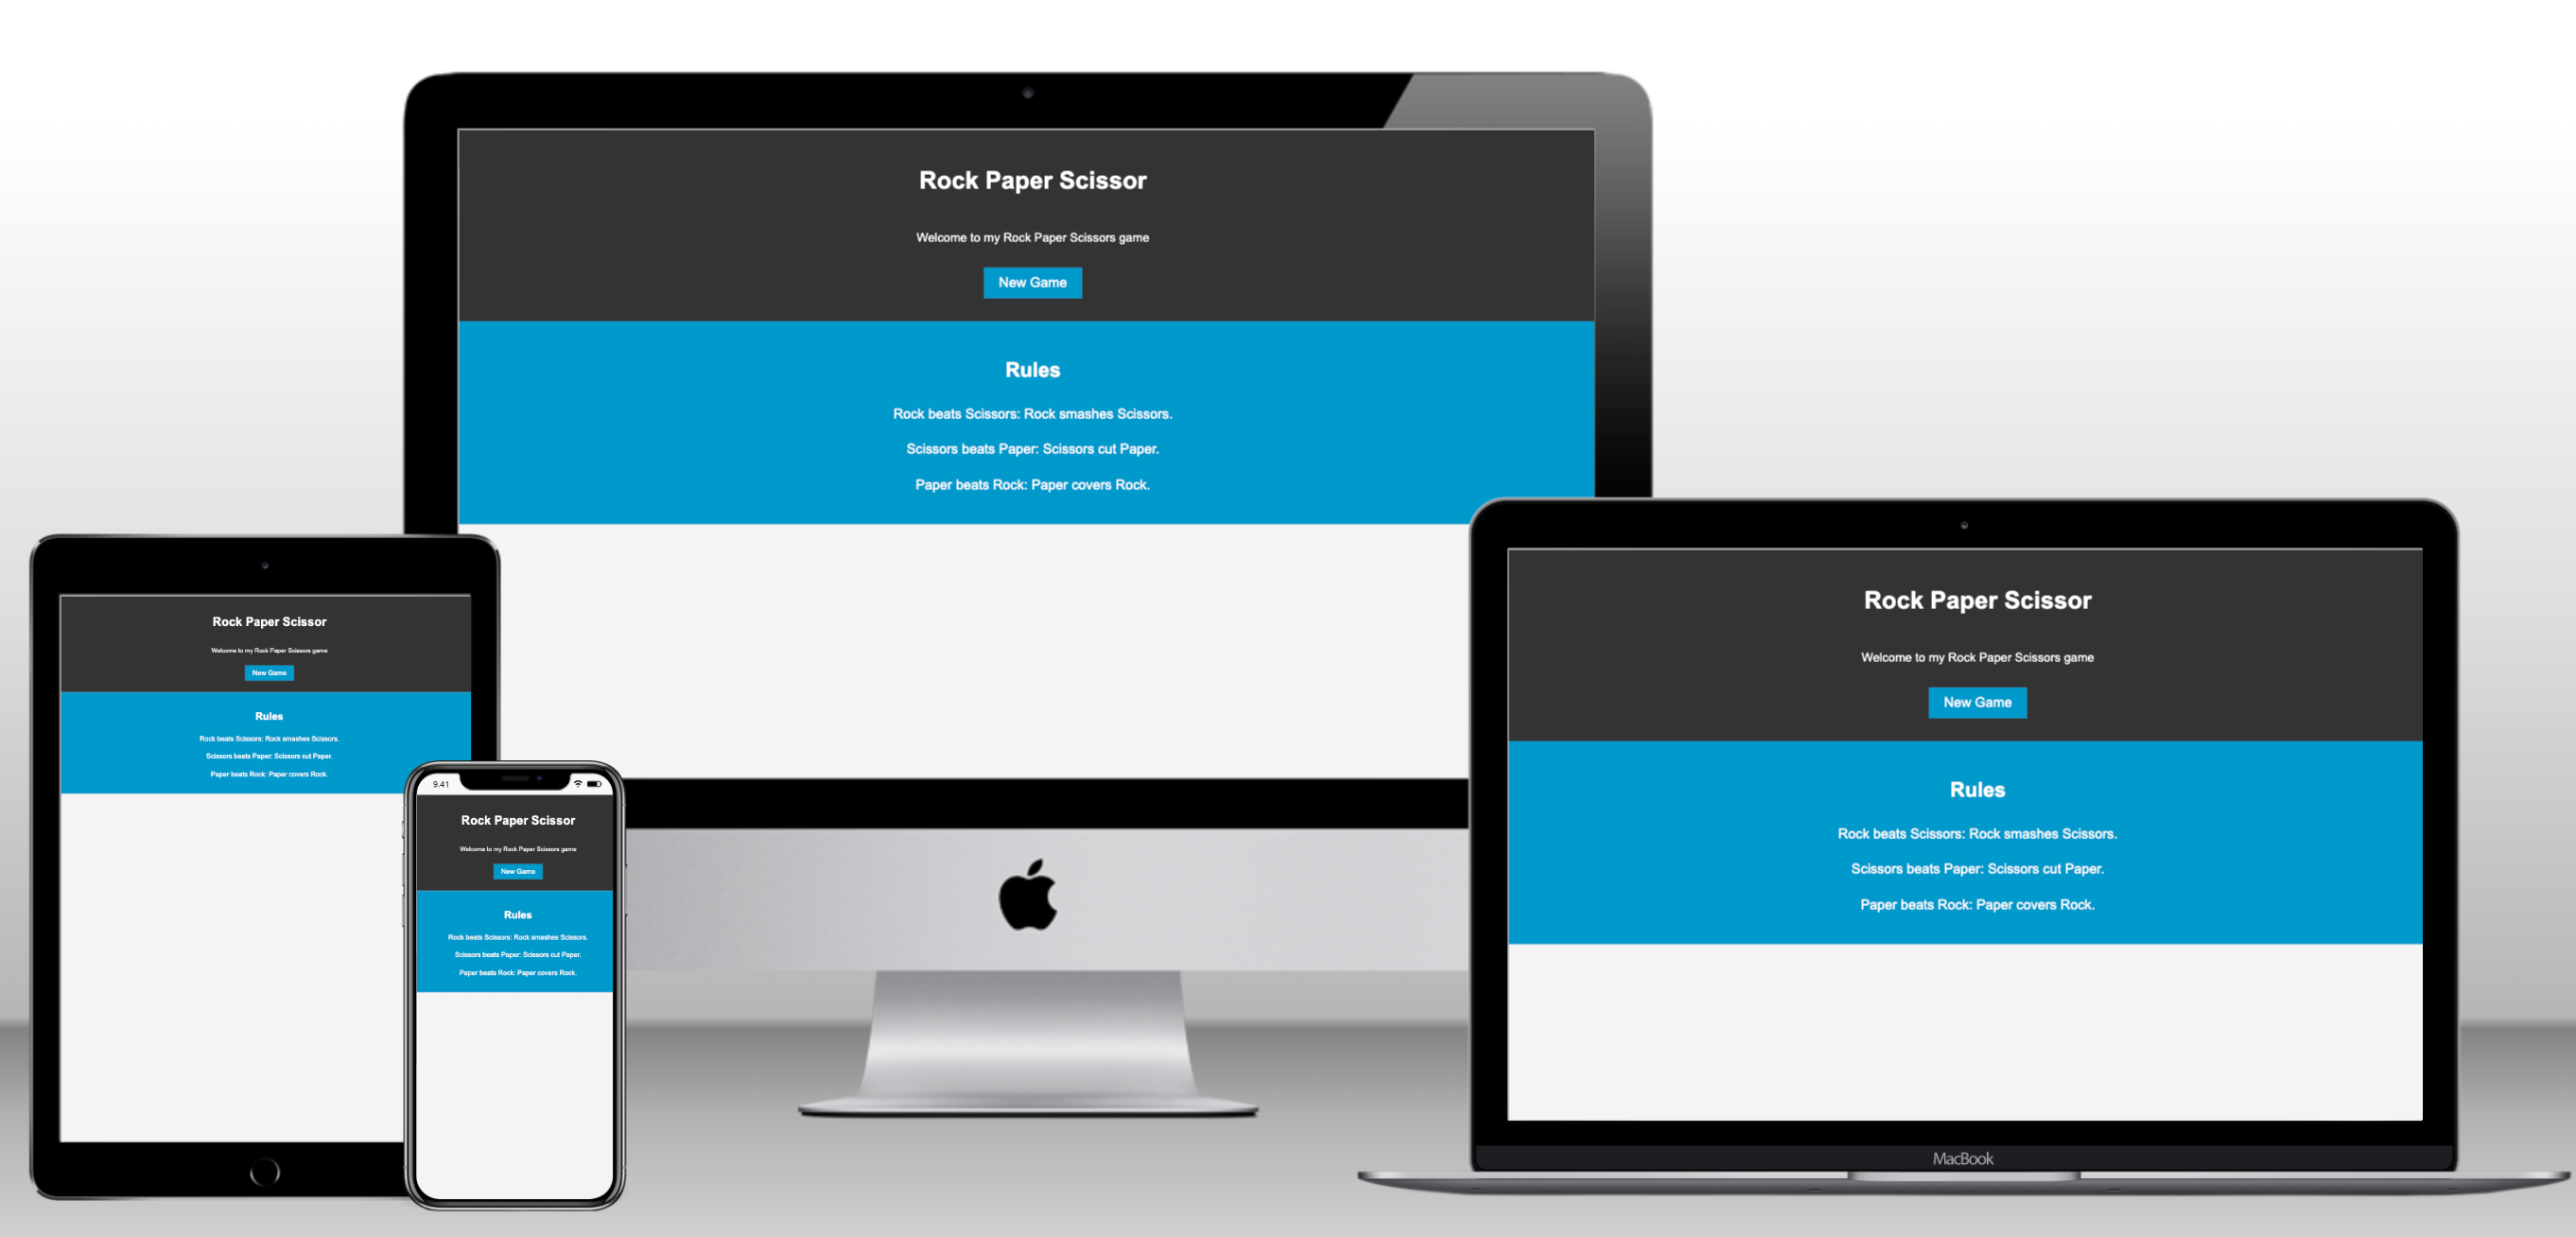 Rock Paper Scissor
Welcome to my Rock Paper Scissors game
New Game
Rules
Rock beats Scissors: Rock smashes Scissors.
Scissors beats Paper: Scissors cut Paper.
Paper beats Rock: Paper covers Rock.
Rock Paper Scissor
Welcome to my Rock Paper Scissors game
New Game
Rules
Rock beats Scissors: Rock smashes Scissors.
Scissors beats Paper: Scissors cut Paper.
Paper beats Rock: Paper covers Rock.
9.41
Rock Paper Scissor
Welcome to my Rock Paper Scissors game
New Game
Rules
Rock beats Scissors: Rock smashes Scissors.
Scissors beats Paper: Scissors cut Paper.
Paper beats Rock: Paper covers Rock.
Rock Paper Scissor
Welcome to my Rock Paper Scissors game
New Game
Rules
Rock beats Scissors: Rock smashes Scissors.
Scissors beats Paper: Scissors cut Paper.
Paper beats Rock: Paper covers Rock.
MacBook